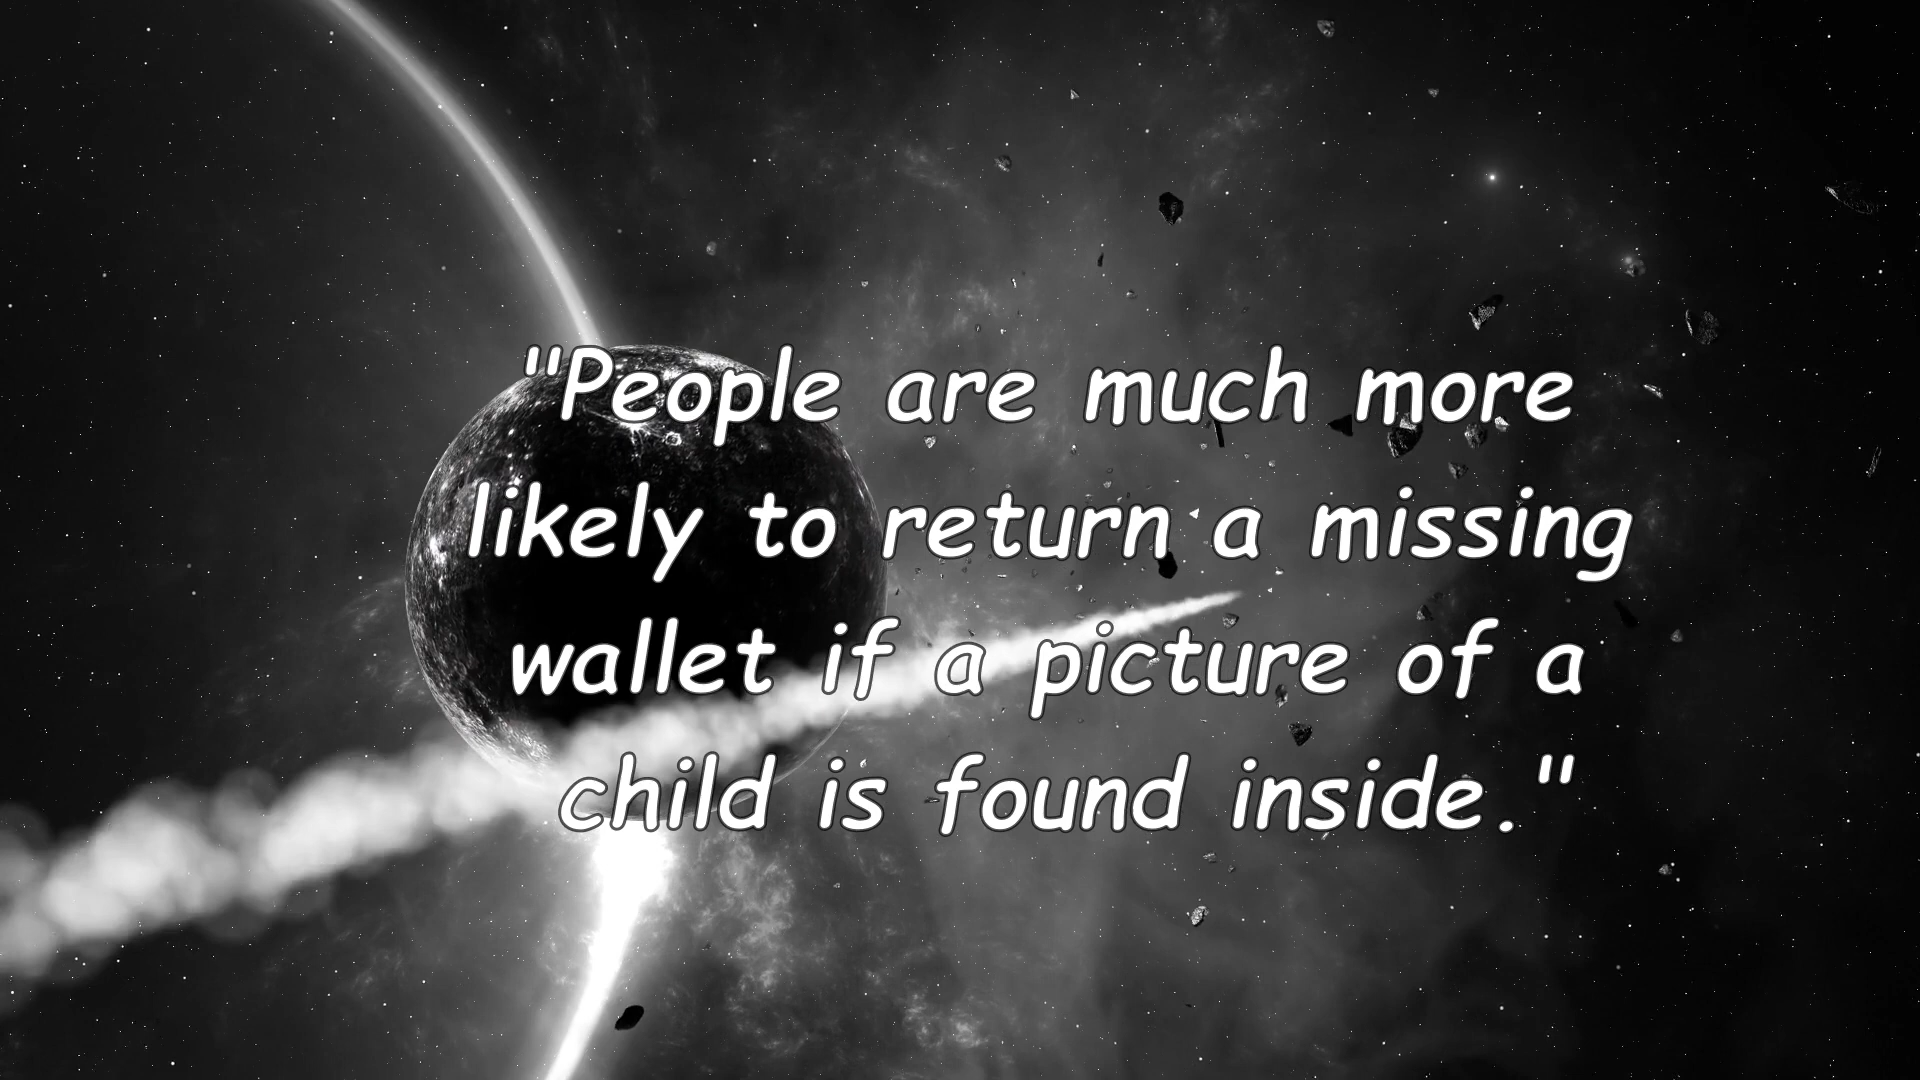 "People are much more
likely to return a missing
wallet if a picture of a
child is found inside."